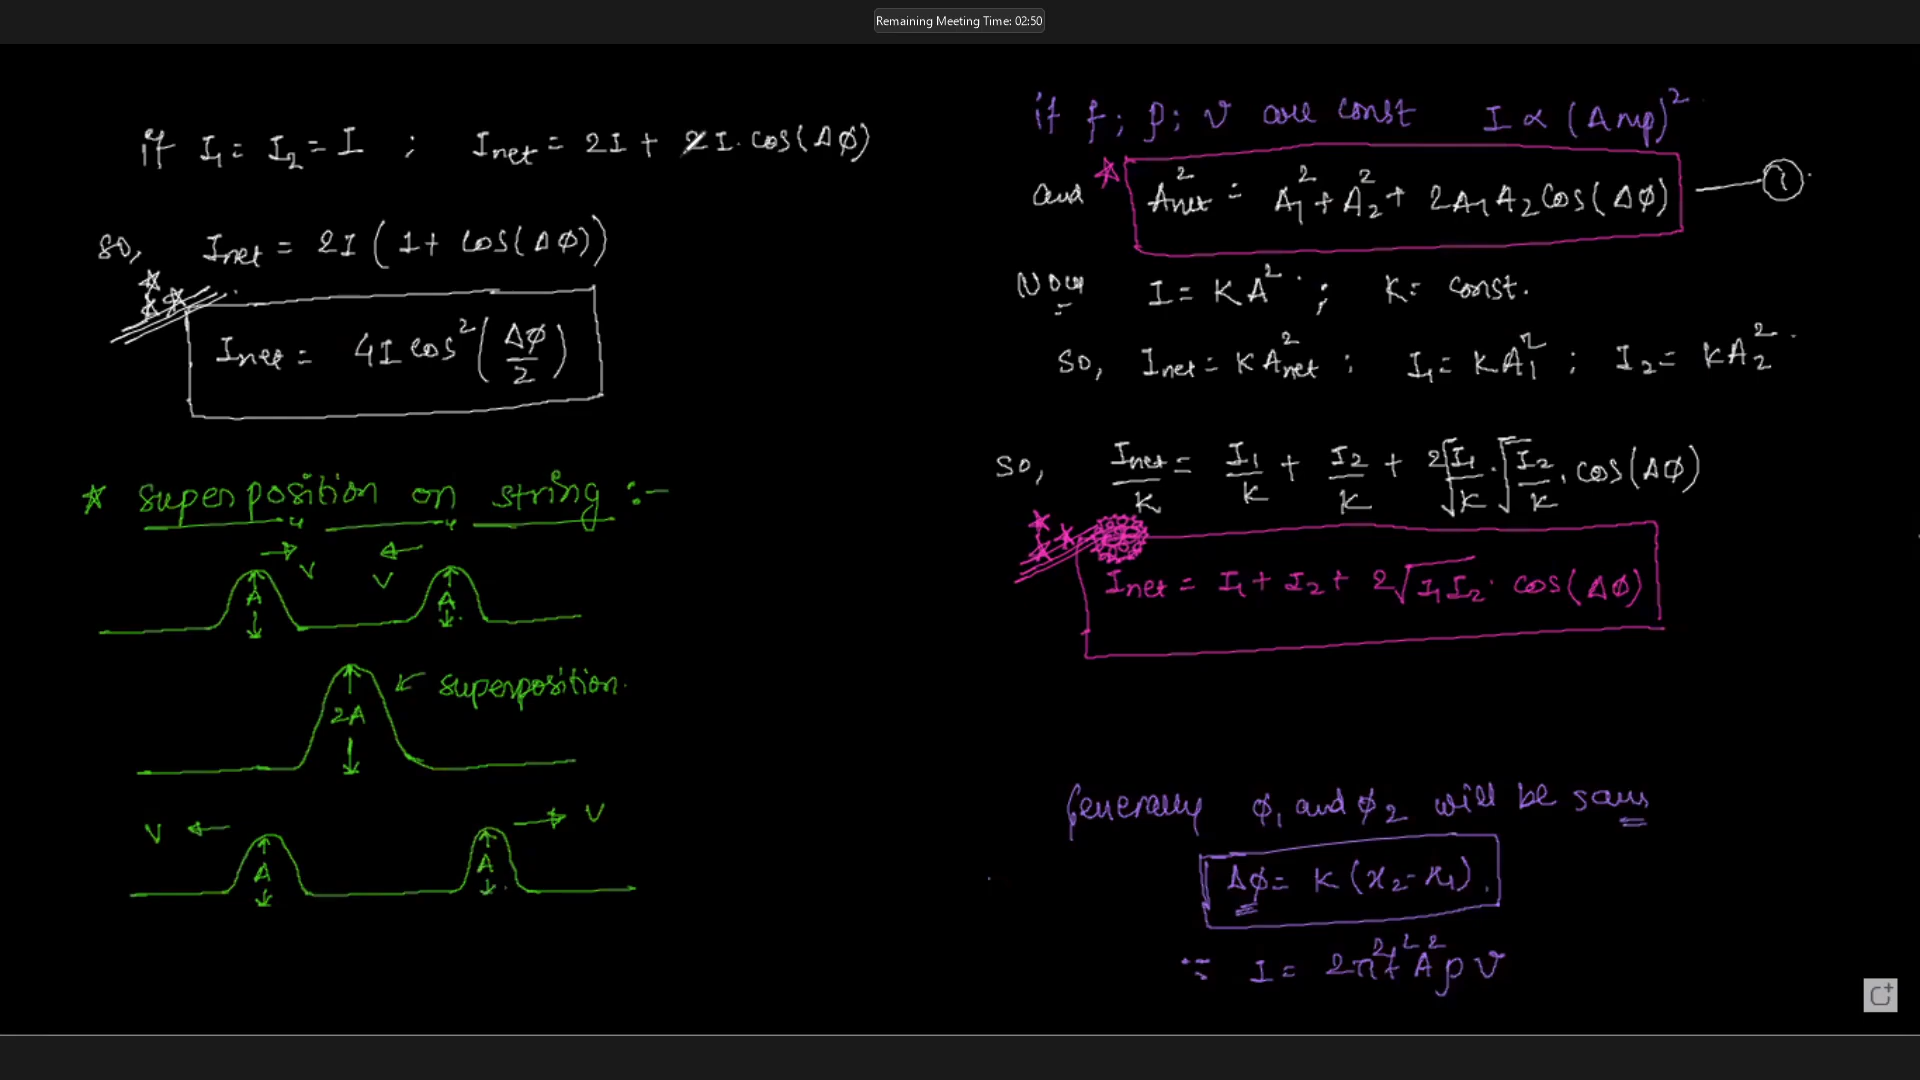 Remaining Meeting Time: 02:50
if I₁ = I₂ = I ; Inet = 2I + 2I. cos(Δϕ)
so, Inet = 2I (1 + cos(Δϕ))
Inet = 4I cos² (Δϕ/2)
* superposition on string :-
V V
A A
2A superposition.
V V
A A
if f; ρ; v are const I ∝ (Amp)²
and A²net = A₁² + A₂² + 2A₁A₂ cos(Δϕ) — ①
Now I = KA² ; K = const.
so, Inet = KA²net ; I₁ = KA₁² ; I₂ = KA₂²
so, Inet/K = I₁/K + I₂/K + 2√(I₁/K) . √(I₂/K) . cos(Δϕ)
Inet = I₁ + I₂ + 2√(I₁I₂) . cos(Δϕ)
Generally ϕ₁ and ϕ₂ will be same
Δϕ = K(x₂-x₁).
∵ I = 2π²f²A²ρv